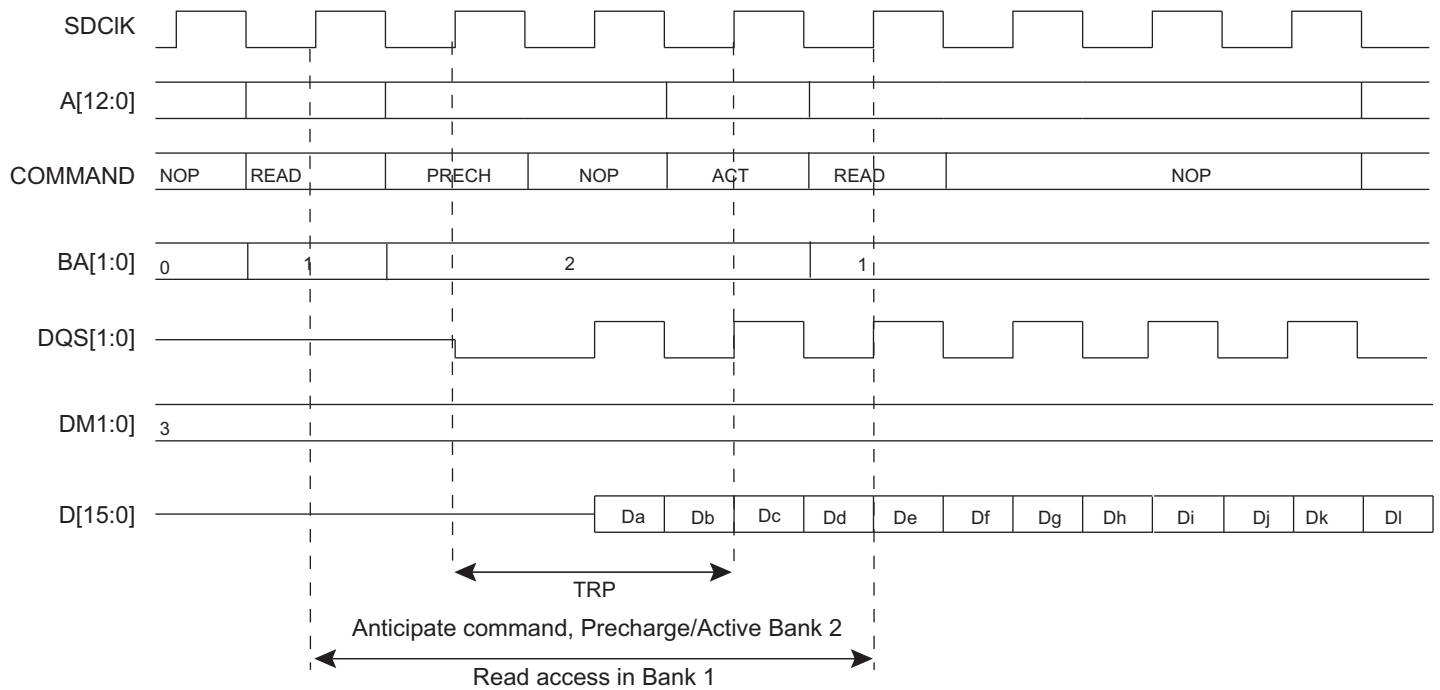 SDClK
A[12:0]
COMMAND NOP READ PRECH NOP ACT READ NOP
BA[1:0] 0 1 2 1
DQS[1:0]
DM1:0] 3
D[15:0] Da Db Dc Dd De Df Dg Dh Di Dj Dk Dl
TRP
Anticipate command, Precharge/Active Bank 2
Read access in Bank 1